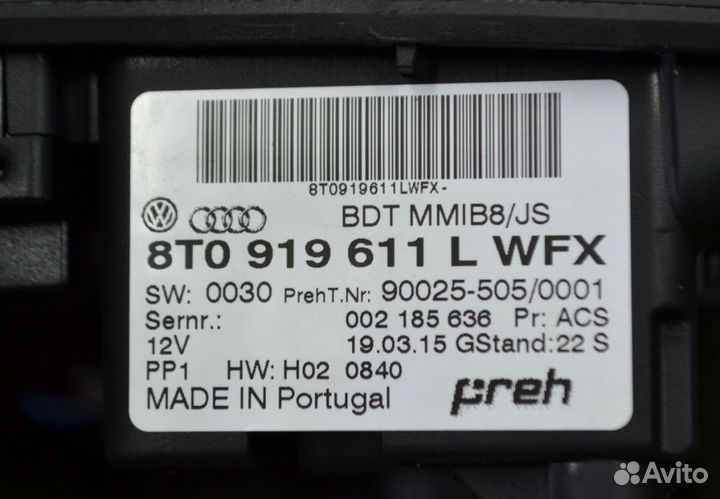 8T0919611LWFX-
BDT MMIB8/JS
8T0 919 611 L WFX
SW: 0030 PrehT.Nr: 90025-505/0001
Sernr.: 002 185 636 Pr: ACS
12V 19.03.15 GStand:22 S
PP1 HW: H02 0840
MADE IN Portugal preh
Avito